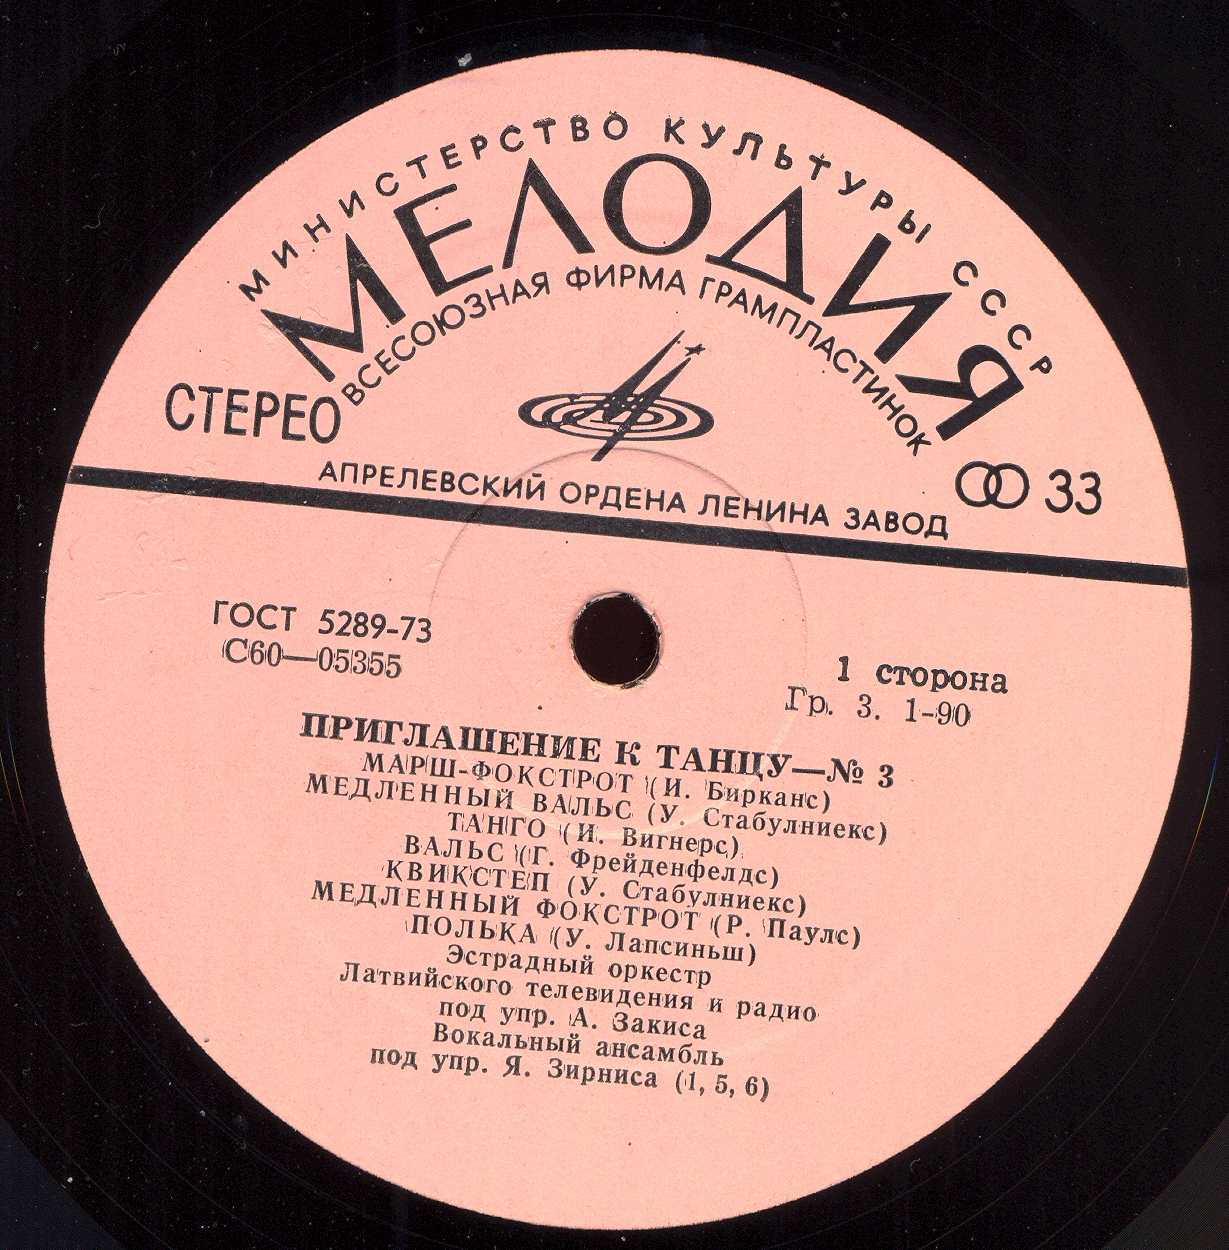 МИНИСТЕРСТВО КУЛЬТУРЫ СССР
МЕЛОДИЯ
ВСЕСОЮЗНАЯ ФИРМА ГРАМПЛАСТИНОК
СТЕРЕО
33
АПРЕЛЕВСКИЙ ОРДЕНА ЛЕНИНА ЗАВОД
ГОСТ 5289-73
С60—05355
1 сторона
Гр. 3. 1-90
ПРИГЛАШЕНИЕ К ТАНЦУ—№ 3
МАРШ-ФОКСТРОТ (И. Бирканс)
МЕДЛЕННЫЙ ВАЛЬС (У. Стабулниекс)
ТАНГО (И. Вигнерс)
ВАЛЬС (Г. Фрейденфелдс)
КВИКСТЕП (У. Стабулниекс)
МЕДЛЕННЫЙ ФОКСТРОТ (Р. Паулс)
ПОЛЬКА (У. Лапсиньш)
Эстрадный оркестр
Латвийского телевидения и радио
под упр. А. Закиса
Вокальный ансамбль
под упр. Я. Зирниса (1, 5, 6)